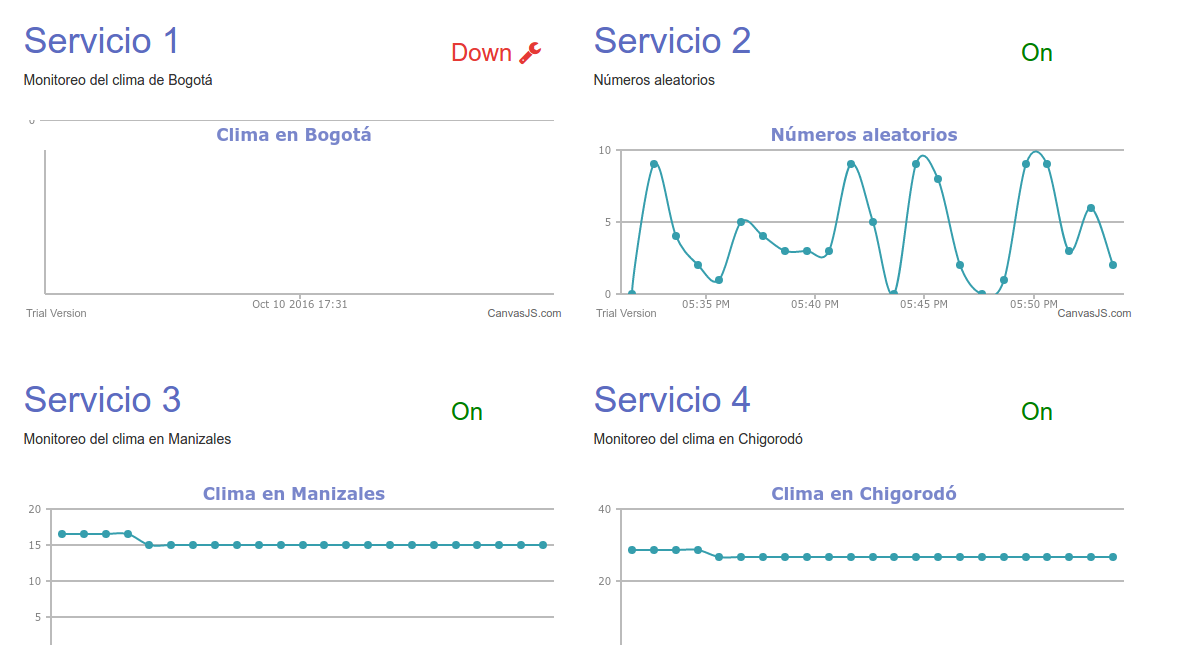 Servicio 1
Down
Monitoreo del clima de Bogotá
0
Clima en Bogotá
Oct 10 2016 17:31
Trial Version
CanvasJS.com
Servicio 2
On
Números aleatorios
Números aleatorios
10
5
0
05:35 PM 05:40 PM 05:45 PM 05:50 PM
Trial Version
CanvasJS.com
Servicio 3
On
Monitoreo del clima en Manizales
Clima en Manizales
20
15
10
5
Servicio 4
On
Monitoreo del clima en Chigorodó
Clima en Chigorodó
40
20